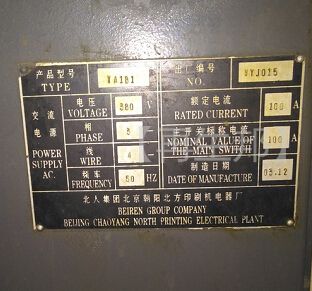 产品型号 YA181 出厂编号 YYJ015
TYPE NO.
交流电源 POWER SUPPLY AC.
电压 VOLTAGE 380 V
相 PHASE 3
线 WIRE 4
频率 FREQUENCY 50 HZ
额定电流 RATED CURRENT 100 A
主开关标称电流 NOMINAL VALUE OF THE MAIN SWITCH 100 A
制造日期 DATE OF MANUFACTURE 03.12
北人集团北京朝阳北方印刷机电器厂
BEIREN GROUP COMPANY
BEIJING CHAOYANG NORTH PRINTING ELECTRICAL PLANT